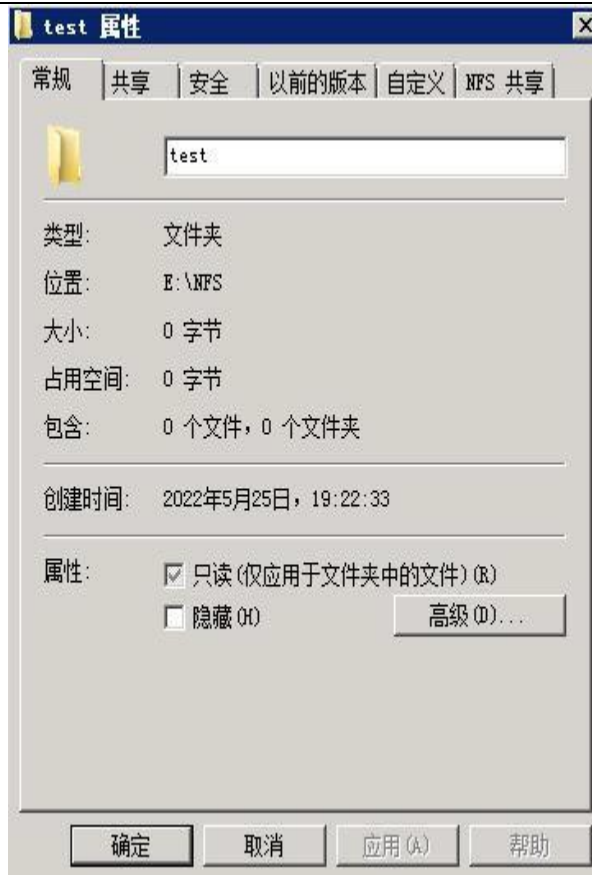 test 属性
常规 共享 安全 以前的版本 自定义 NFS 共享
test
类型: 文件夹
位置: E:\NFS
大小: 0 字节
占用空间: 0 字节
包含: 0 个文件，0 个文件夹
创建时间: 2022年5月25日，19:22:33
属性: 只读(仅应用于文件夹中的文件)(R)
隐藏(H) 高级(D)...
确定 取消 应用(A) 帮助